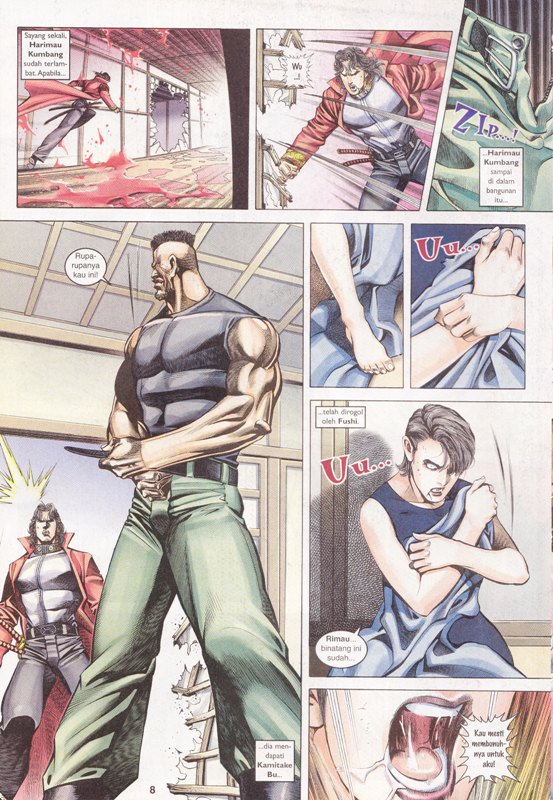 Sayang sekali,
Harimau
Kumbang
sudah terlam-
bat. Apabila...
Wu
...!
ZIP...!
...Harimau
Kumbang
sampai
di dalam
bangunan
itu...
Rupa-
rupanya
kau ini!
Uu...
...telah dirogol
oleh Fushi.
Uu...
Rimau...
binatang ini
sudah...
...dia men-
dapati
Kamitake
Bu...
Kau mesti
membunuh-
nya untuk
aku!
8